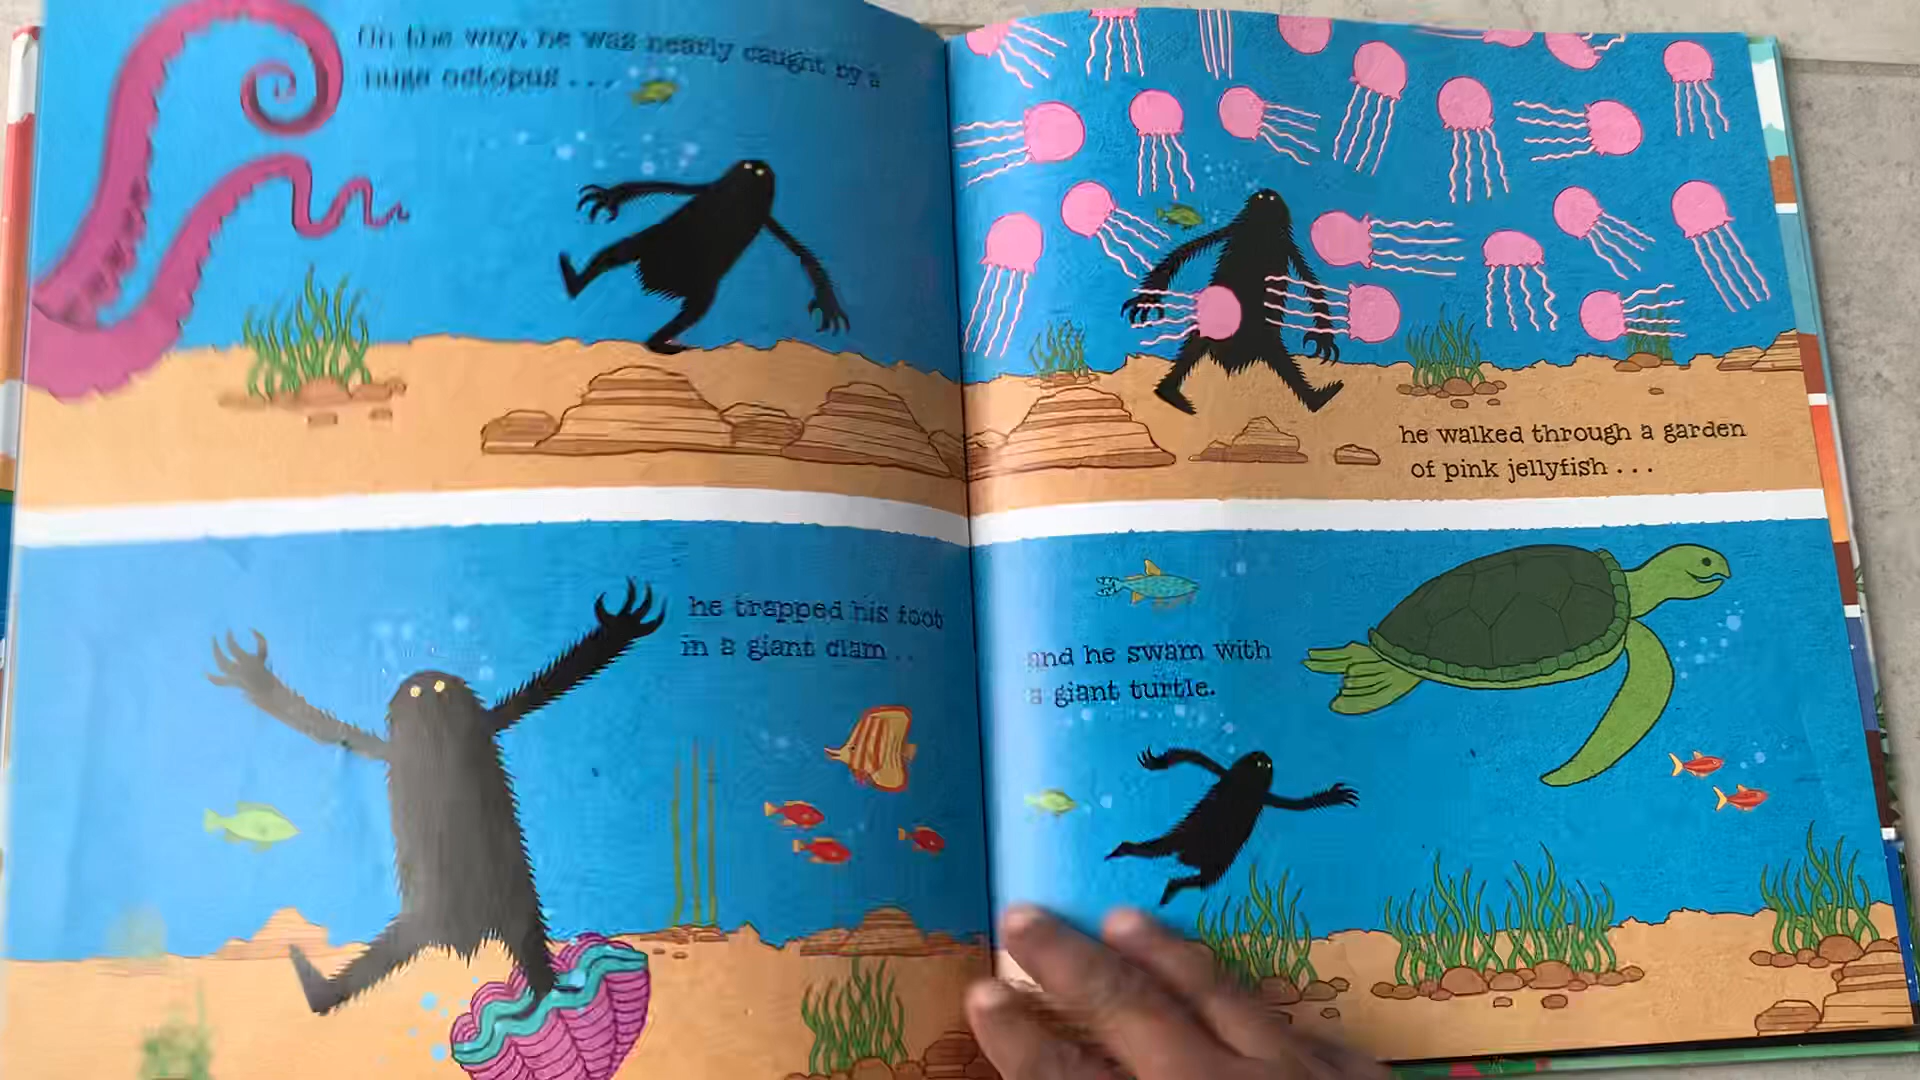 On the way, he was nearly caught by a
huge octopus . . .
he walked through a garden
of pink jellyfish . . .
he trapped his foot
in a giant clam . .
and he swam with
a giant turtle.